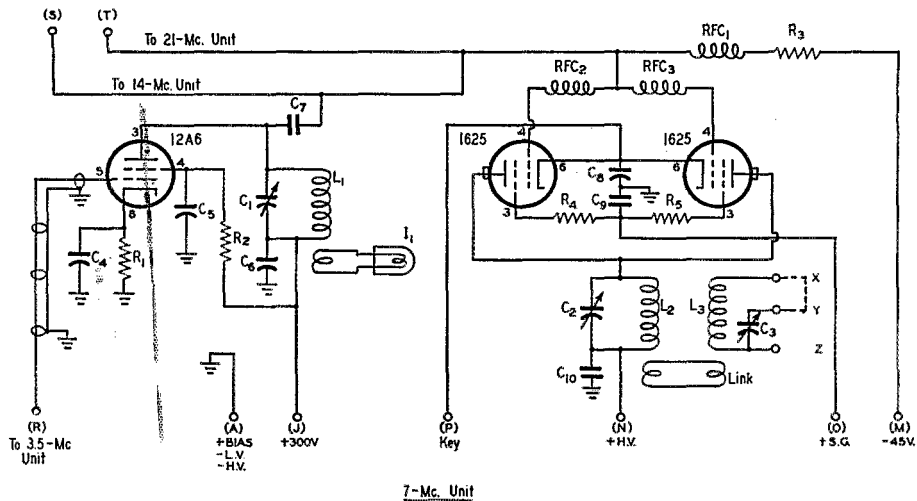 (S)
(T)
To 21-Mc. Unit
RFC1
R3
RFC2
RFC3
To 14-Mc. Unit
C7
3
12A6
5
4
6
8
1625
4
1625
4
6
6
C8
C9
R4
R5
3
3
C5
C1
L1
R2
C4
R1
C6
I1
C2
L2
L3
X
Y
C3
Z
C10
Link
(R)
To 3.5-Mc
Unit
(A)
+BIAS
-L.V.
-H.V.
(J)
+300V
(P)
Key
(N)
+H.V.
(O)
+S.G.
(M)
-45V.
7-Mc. Unit